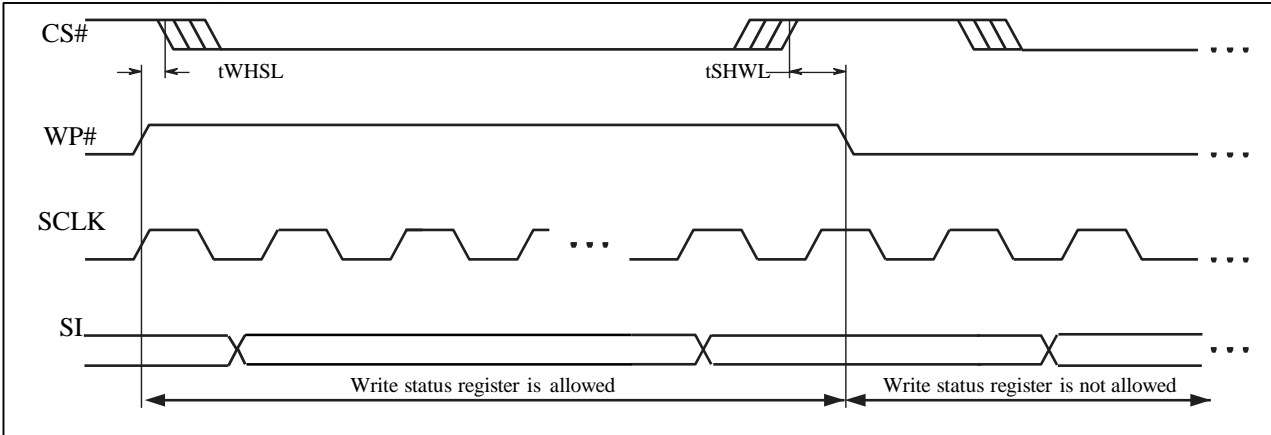 CS#
tWHSL
tSHWL
WP#
SCLK
SI
Write status register is allowed
Write status register is not allowed